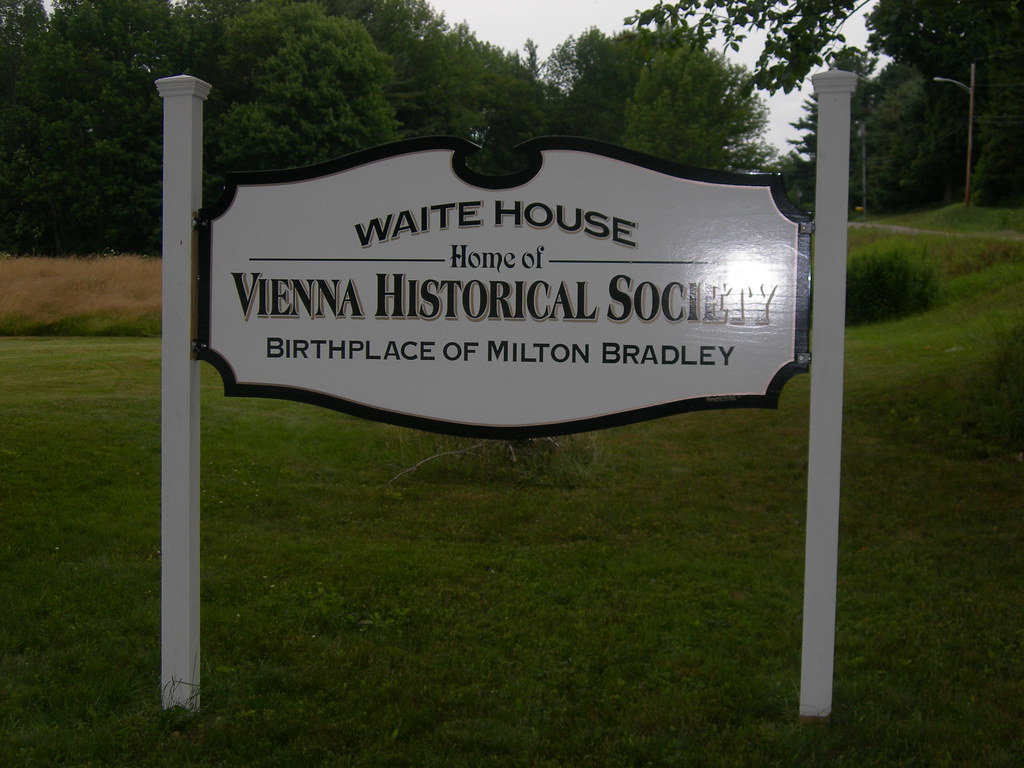 WAITE HOUSE
Home of
VIENNA HISTORICAL SOCIETY
BIRTHPLACE OF MILTON BRADLEY